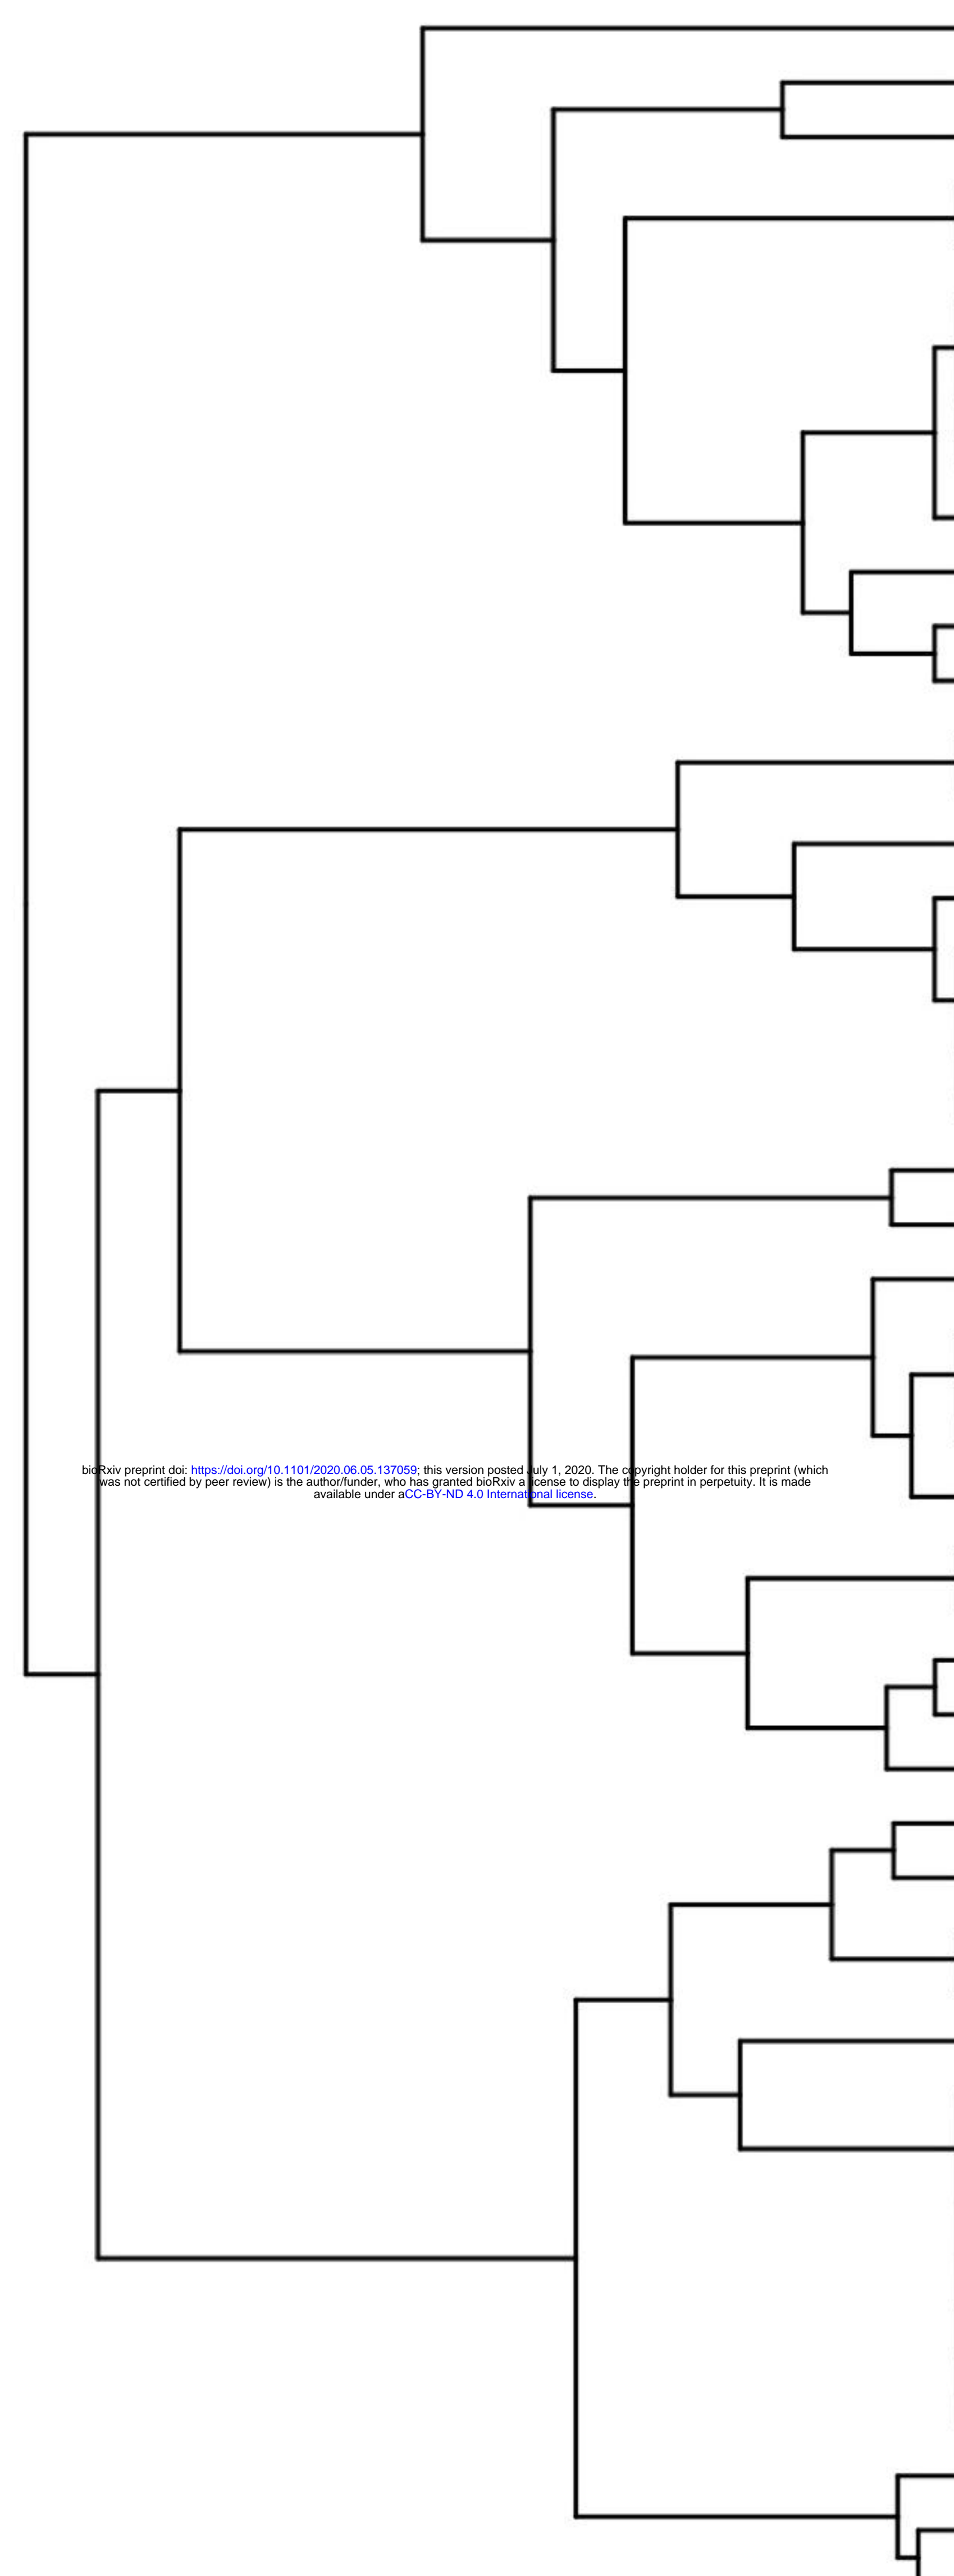 bioRxiv preprint doi: https://doi.org/10.1101/2020.06.05.137059; this version posted July 1, 2020. The copyright holder for this preprint (which
was not certified by peer review) is the author/funder, who has granted bioRxiv a license to display the preprint in perpetuity. It is made
available under aCC-BY-ND 4.0 International license.